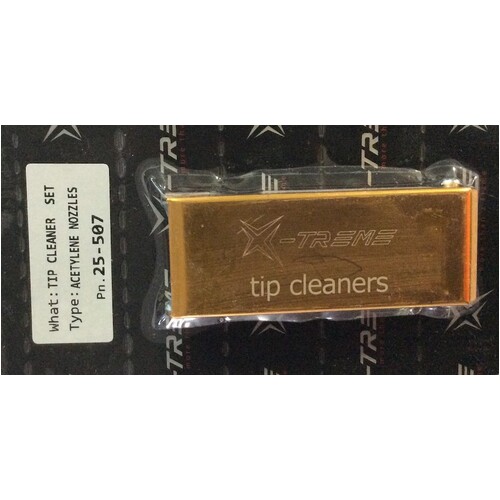 What: TIP CLEANER SET
Type: ACETYLENE NOZZLES
Pn. 25-507
X-TREME
tip cleaners